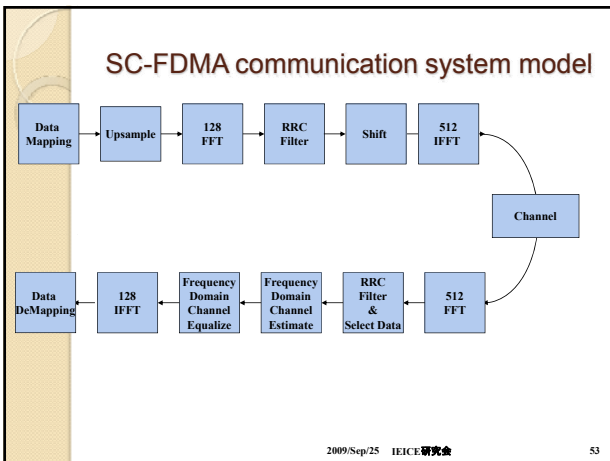 SC-FDMA communication system model
Data
Mapping
Upsample
128
FFT
RRC
Filter
Shift
512
IFFT
Channel
Data
DeMapping
128
IFFT
Frequency
Domain
Channel
Equalize
Frequency
Domain
Channel
Estimate
RRC
Filter
&
Select Data
512
FFT
2009/Sep/25 IEICE研究会 53